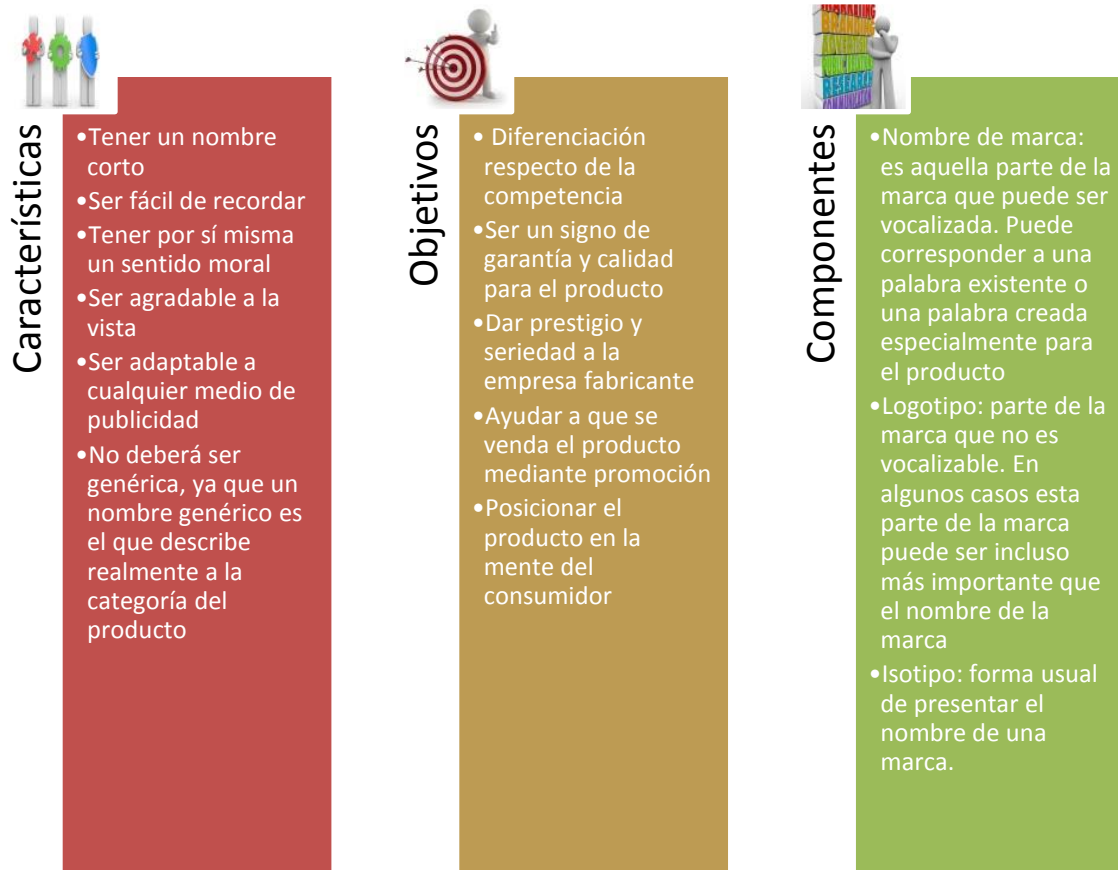 Características
•Tener un nombre
corto
•Ser fácil de recordar
•Tener por sí misma
un sentido moral
•Ser agradable a la
vista
•Ser adaptable a
cualquier medio de
publicidad
•No deberá ser
genérica, ya que un
nombre genérico es
el que describe
realmente a la
categoría del
producto
Objetivos
• Diferenciación
respecto de la
competencia
•Ser un signo de
garantía y calidad
para el producto
•Dar prestigio y
seriedad a la
empresa fabricante
•Ayudar a que se
venda el producto
mediante promoción
•Posicionar el
producto en la
mente del
consumidor
MARKETING
BRANDING
ADVERTISING
PUBLIC RELATIONS
RESEARCH
COMMUNICATION
Componentes
•Nombre de marca:
es aquella parte de la
marca que puede ser
vocalizada. Puede
corresponder a una
palabra existente o
una palabra creada
especialmente para
el producto
•Logotipo: parte de la
marca que no es
vocalizable. En
algunos casos esta
parte de la marca
puede ser incluso
más importante que
el nombre de la
marca
•Isotipo: forma usual
de presentar el
nombre de una
marca.